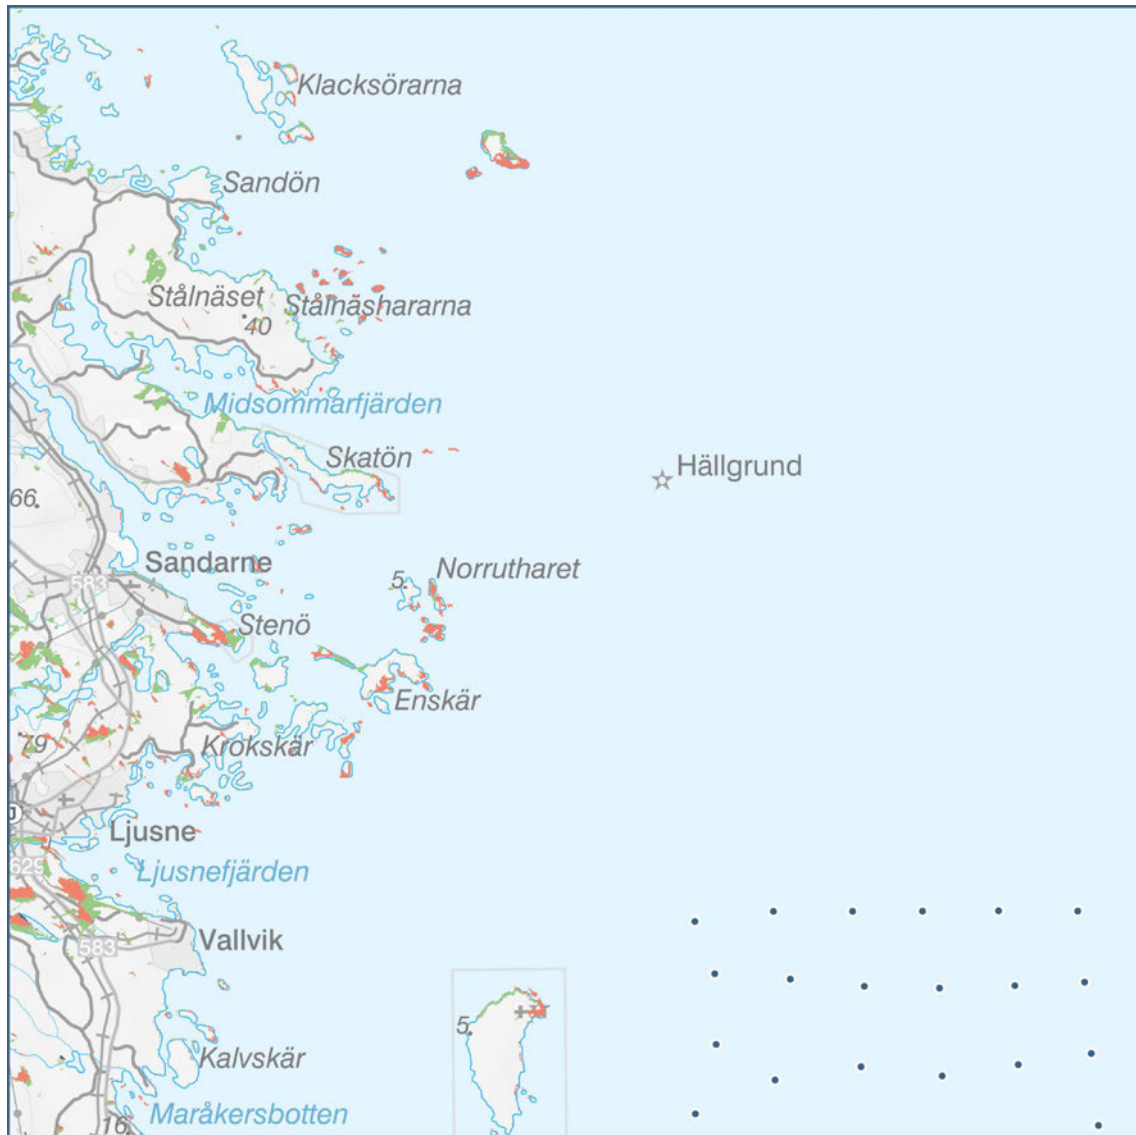 Klacksörarna
Sandön
Stålnäset
Stålnäshararna
40
Midsommarfjärden
Skatön
Hällgrund
66
Sandarne
583
5
Norrutharet
Stenö
Enskär
79
Krokskär
J
Ljusne
629
Ljusnefjärden
583
Vallvik
5
Kalvskär
Maråkersbotten
16